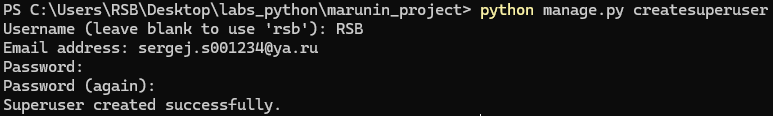 PS C:\Users\RSB\Desktop\labs_python\marunin_project> python manage.py createsuperuser
Username (leave blank to use 'rsb'): RSB
Email address: sergej.s001234@ya.ru
Password:
Password (again):
Superuser created successfully.